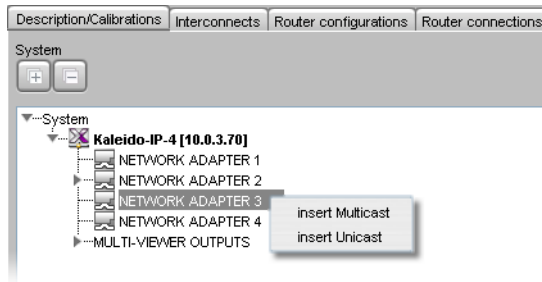 Description/Calibrations Interconnects Router configurations Router connections
System
System
Kaleido-IP-4 [10.0.3.70]
NETWORK ADAPTER 1
NETWORK ADAPTER 2
NETWORK ADAPTER 3
NETWORK ADAPTER 4
MULTI-VIEWER OUTPUTS
insert Multicast
insert Unicast